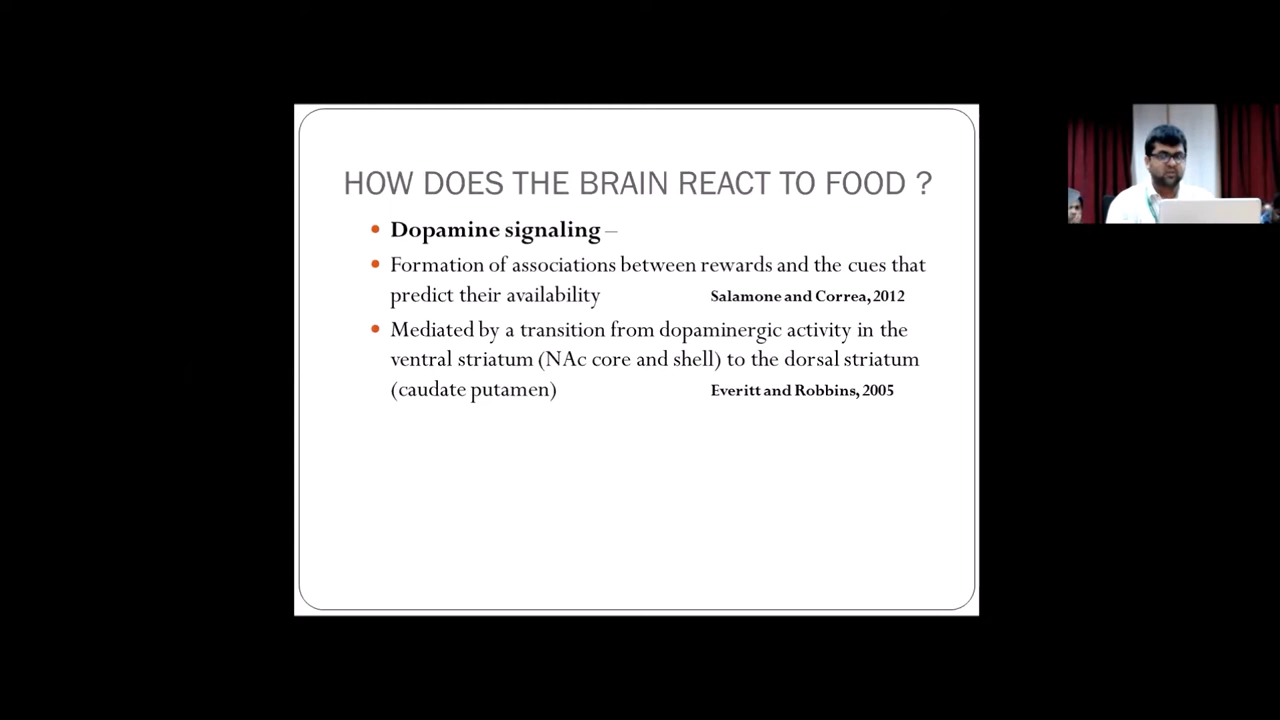 HOW DOES THE BRAIN REACT TO FOOD ?
• Dopamine signaling –
• Formation of associations between rewards and the cues that
predict their availability Salamone and Correa, 2012
• Mediated by a transition from dopaminergic activity in the
ventral striatum (NAc core and shell) to the dorsal striatum
(caudate putamen) Everitt and Robbins, 2005